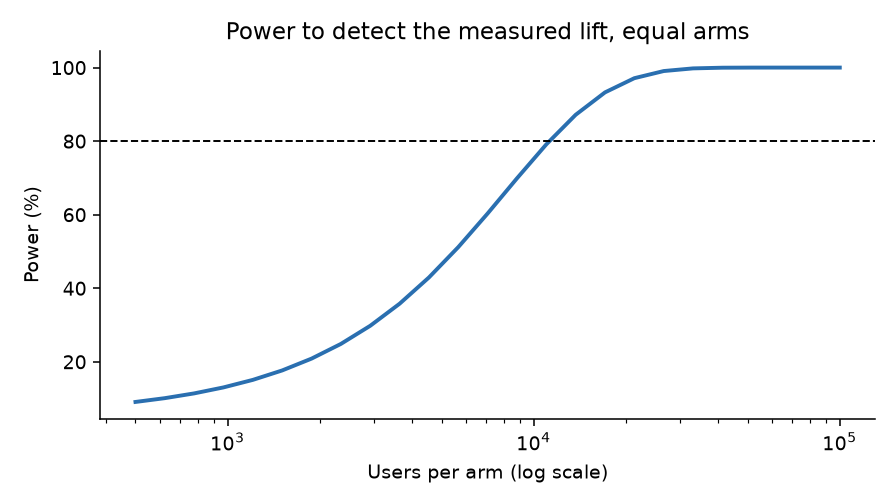 Power to detect the measured lift, equal arms
Power (%)
100
80
60
40
20
10³
10⁴
10⁵
Users per arm (log scale)